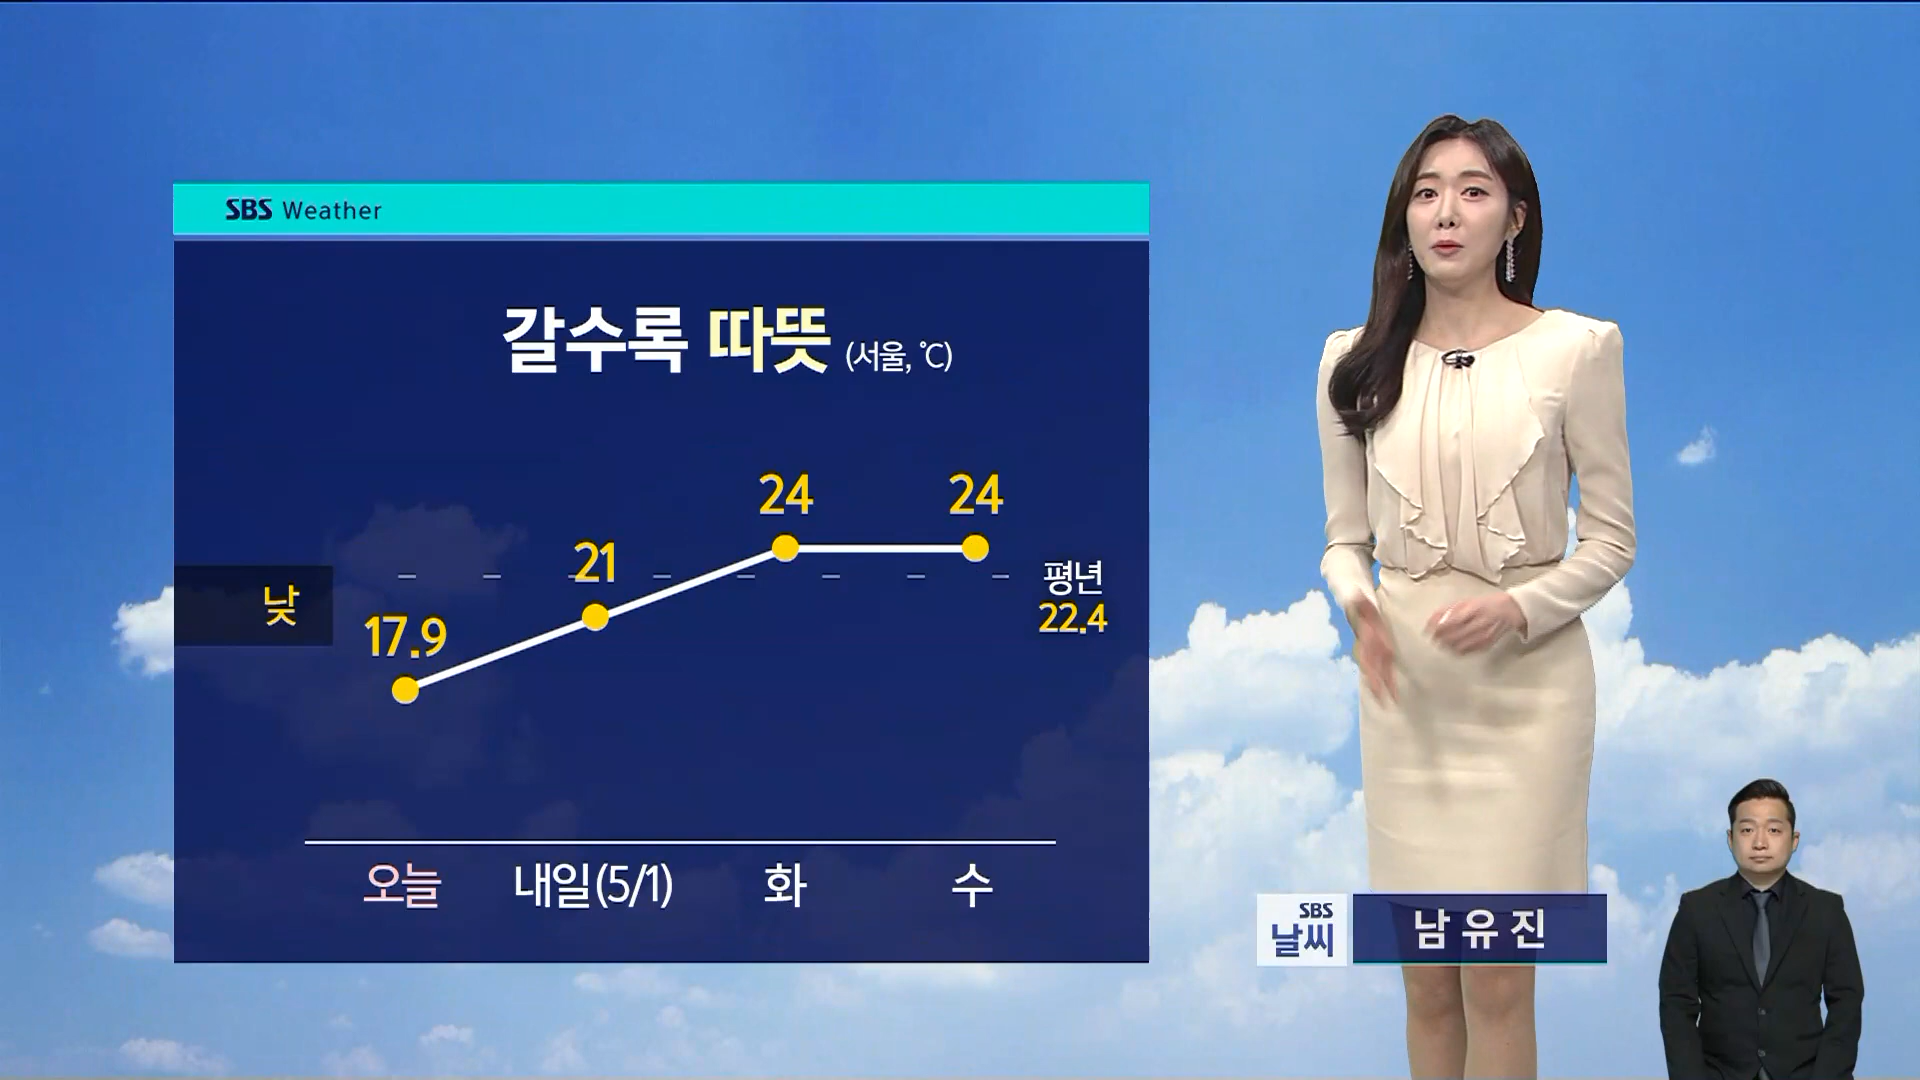 SBS Weather
갈수록 따뜻 (서울, ℃)
24
24
21
평년
22.4
낮
17.9
오늘
내일(5/1)
화
수
SBS
날씨
남유진